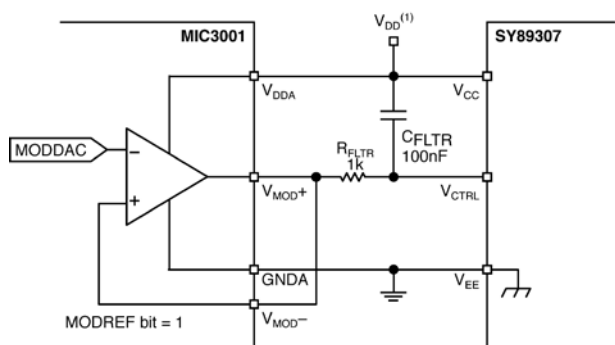 V_DD^(1)
MIC3001
SY89307
V_DDA
V_CC
C_FLTR
100nF
MODDAC
−
R_FLTR
1k
+
V_MOD+
V_CTRL
GNDA
V_EE
MODREF bit = 1
V_MOD−